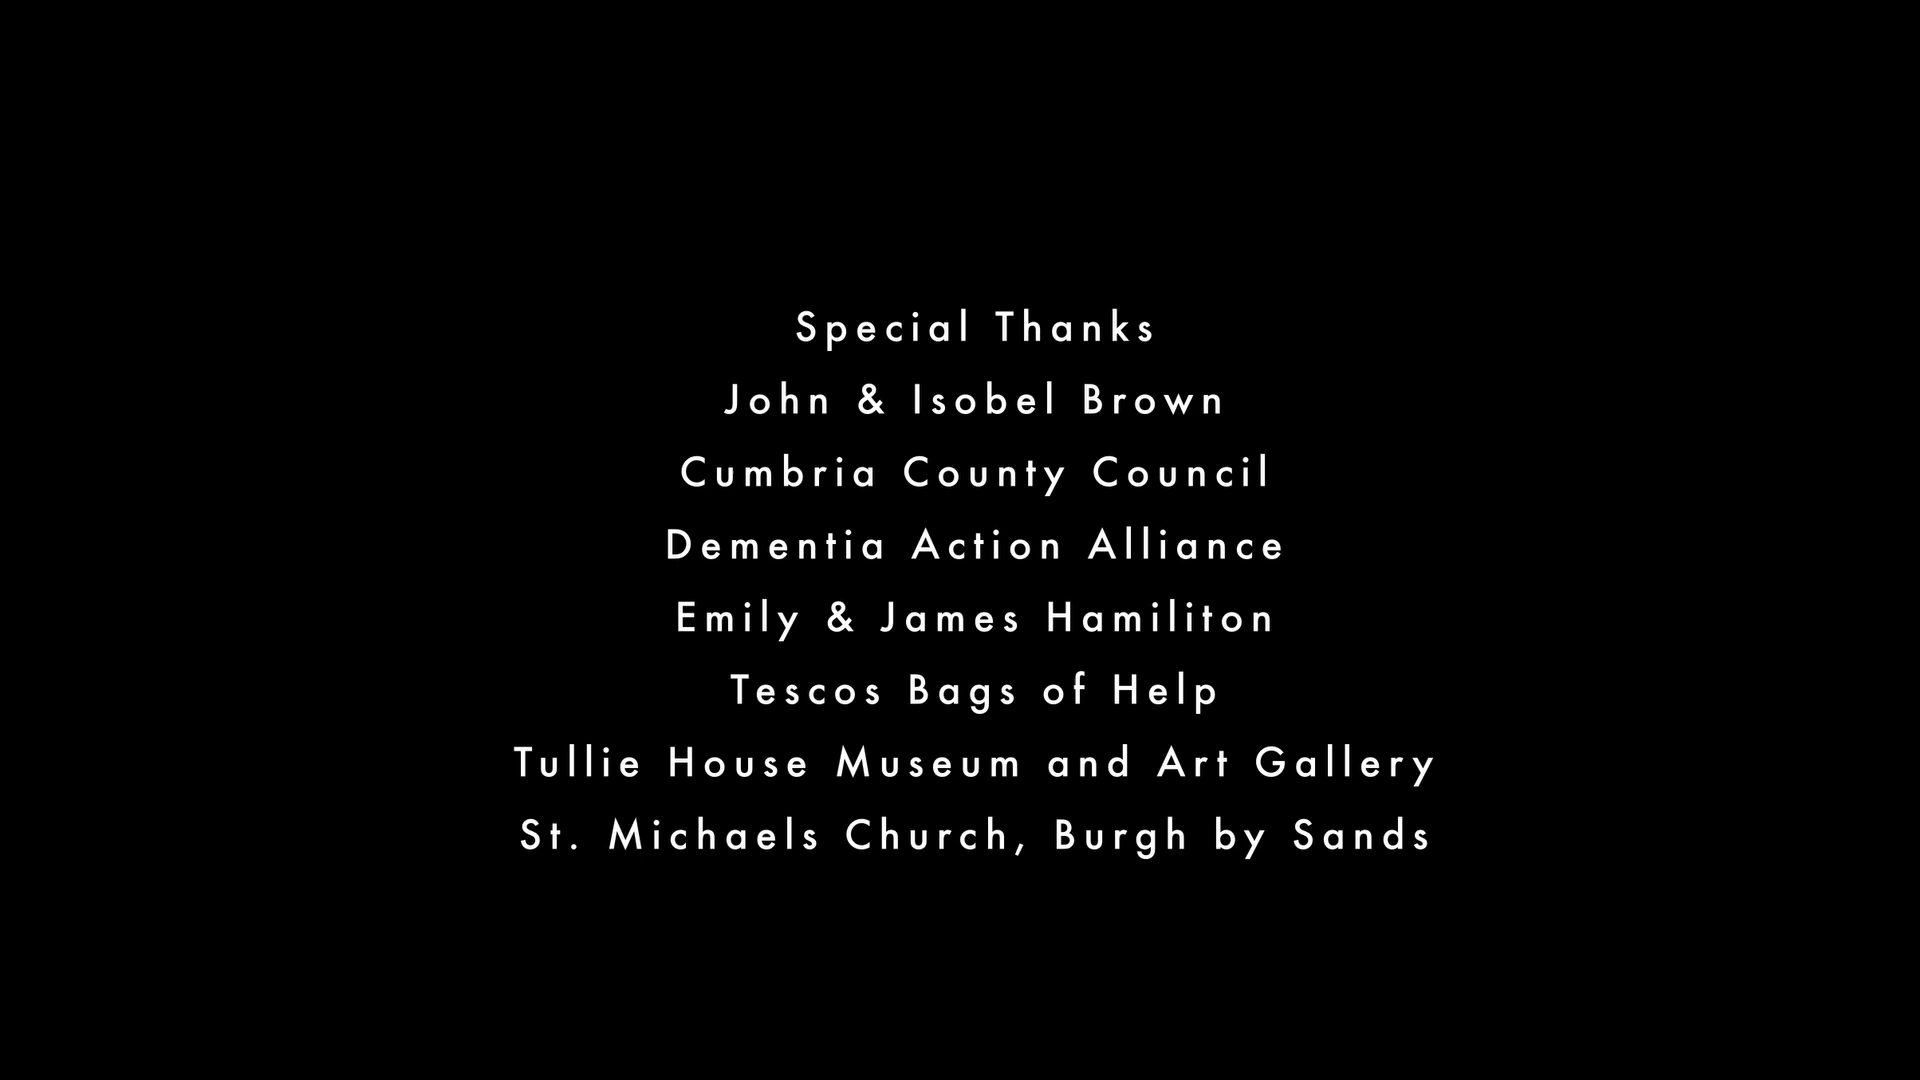 Special Thanks
John & Isobel Brown
Cumbria County Council
Dementia Action Alliance
Emily & James Hamiliton
Tescos Bags of Help
Tullie House Museum and Art Gallery
St. Michaels Church, Burgh by Sands